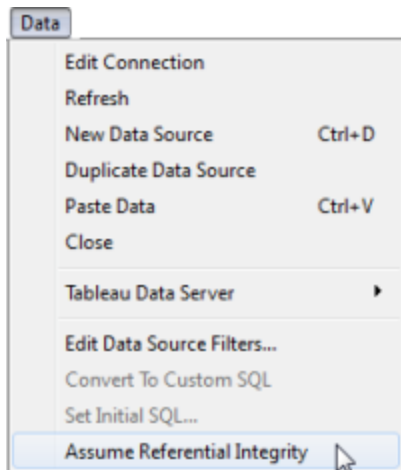 Data
Edit Connection
Refresh
New Data Source Ctrl+D
Duplicate Data Source
Paste Data Ctrl+V
Close
Tableau Data Server
Edit Data Source Filters...
Convert To Custom SQL
Set Initial SQL...
Assume Referential Integrity